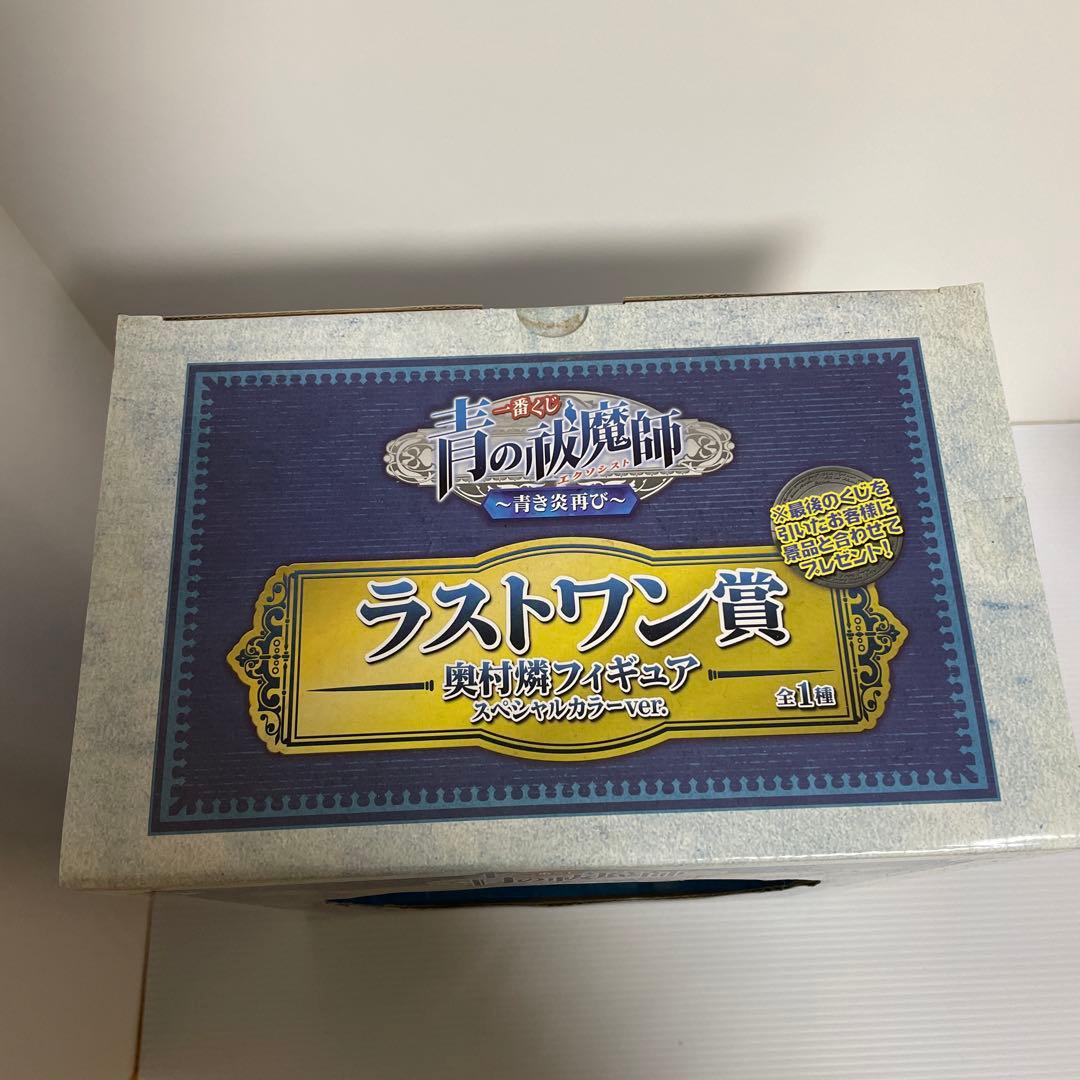 一番くじ
青の祓魔師
エクソシスト
～青き炎再び～
※最後のくじを
引いたお客様に
景品と合わせて
プレゼント！
ラストワン賞
奥村燐フィギュア
スペシャルカラーver.
全1種